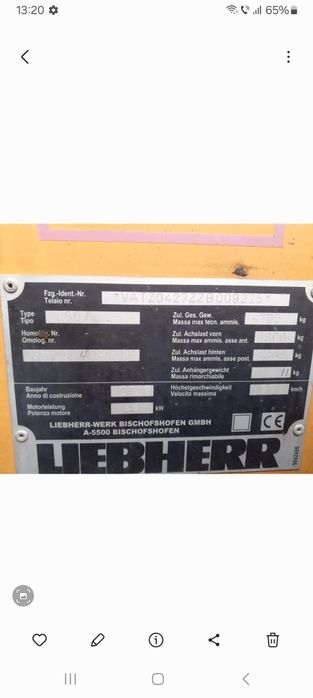 13:20
65%
Fzg.-Ident.-Nr.
Telaio nr.
*VATZ0427ZZB009225*
Type
Tipo
Zul. Ges. Gew.
Massa max tecn. ammis.
kg
Homolog. Nr.
Omolog. nr.
Zul. Achslast vorn
Massa max ammis. asse ant.
kg
Zul. Achslast hinten
Massa max ammis. asse post.
kg
Zul. Anhängergewicht
Massa rimorchiabile
kg
Baujahr
Anno di costruzione
Höchstgeschwindigkeit
Velocita massima
km/h
Motorleistung
Potenza motore
kW
LIEBHERR-WERK BISCHOFSHOFEN GMBH
A-5500 BISCHOFSHOFEN
CE
LIEBHERR